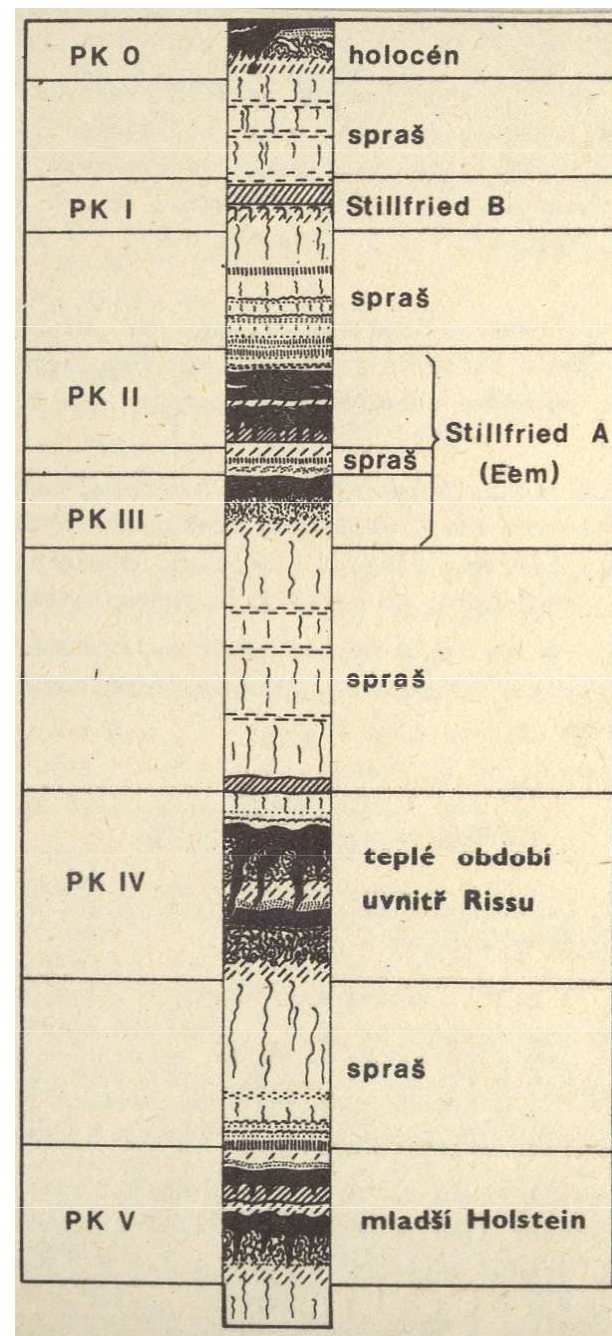 PK 0 holocén
spraš
PK I Stillfried B
spraš
PK II
Stillfried A
spraš
(Eem)
PK III
spraš
teplé období
PK IV
uvnitř Rissu
spraš
PK V mladší Holstein